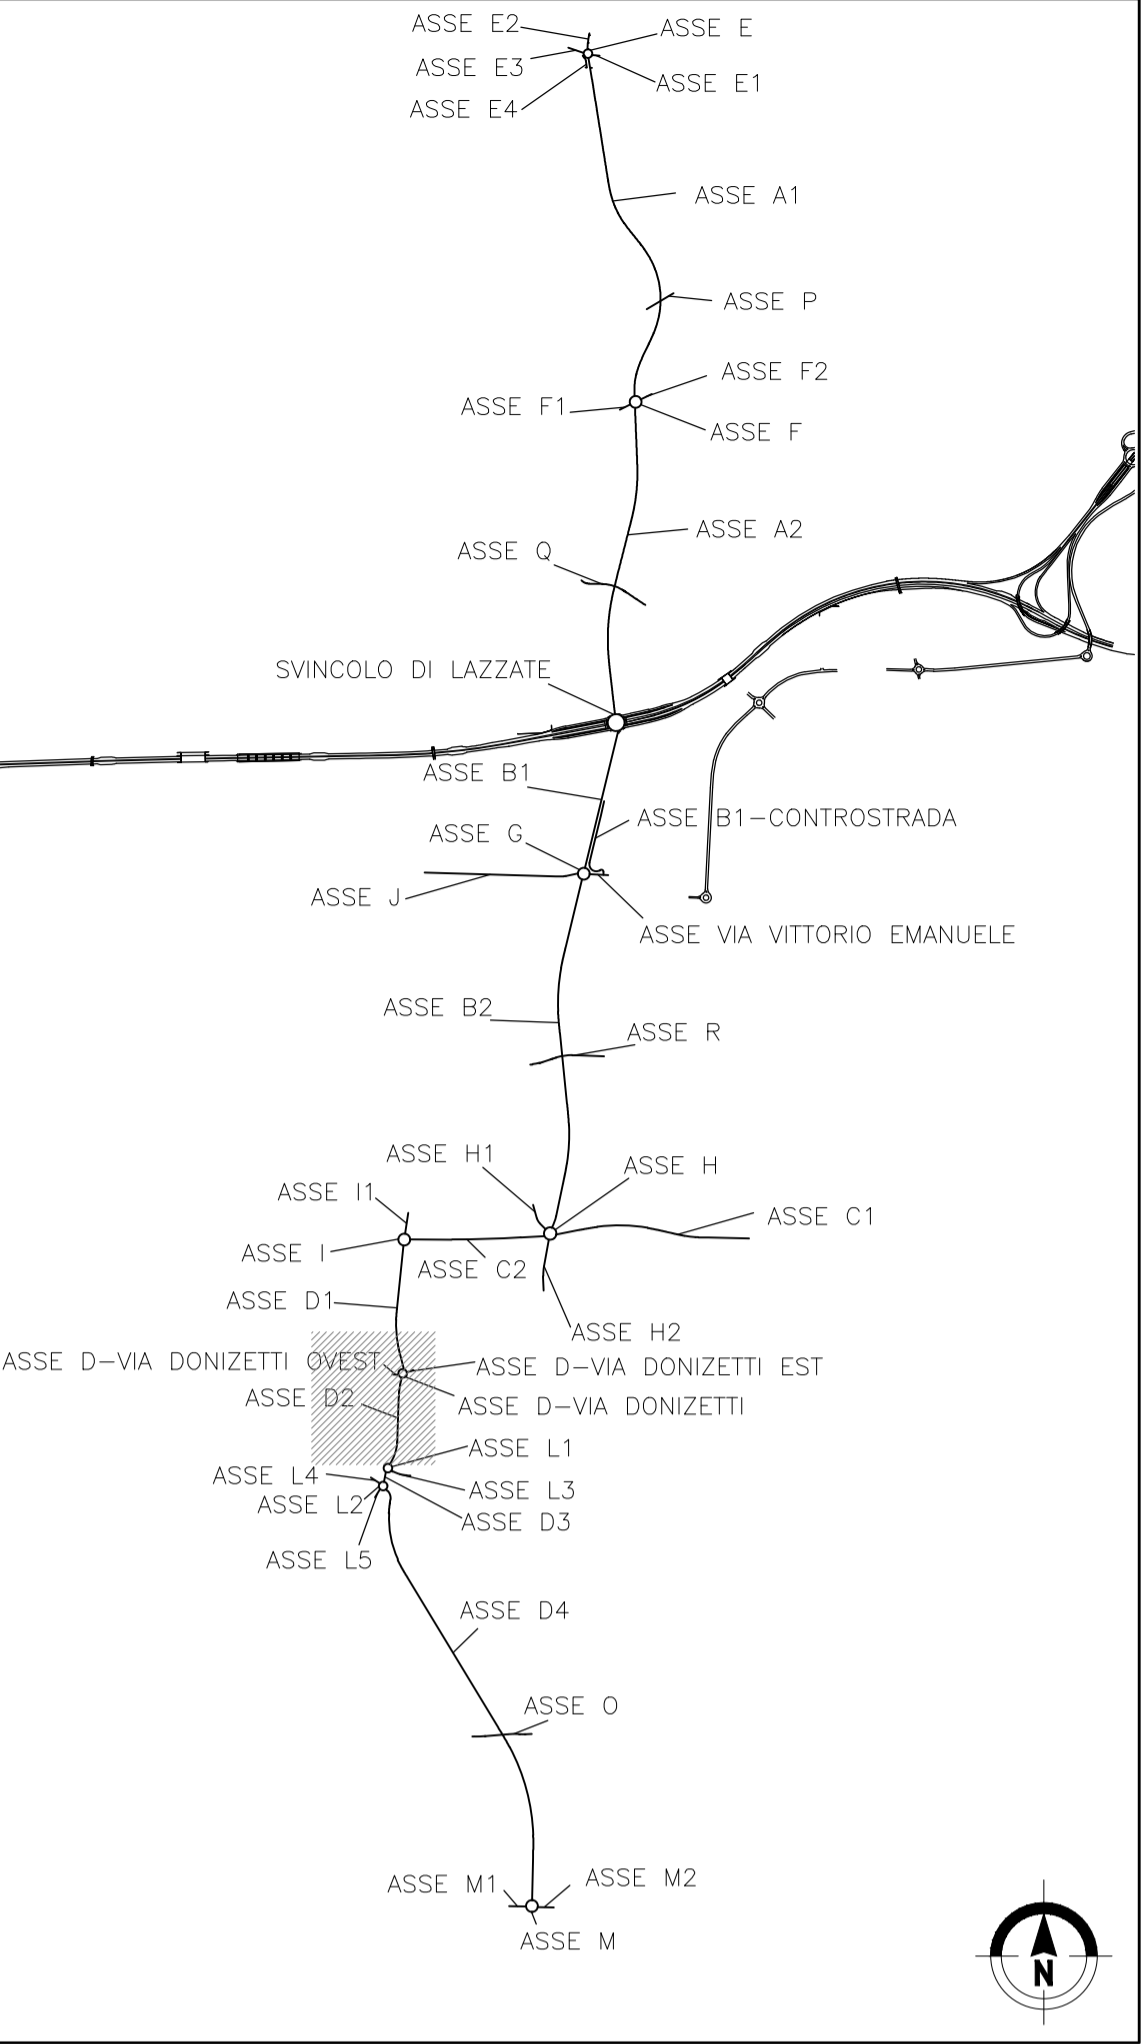 ASSE E2
ASSE E
ASSE E3
ASSE E1
ASSE E4
ASSE A1
ASSE P
ASSE F2
ASSE F1
ASSE F
ASSE A2
ASSE Q
SVINCOLO DI LAZZATE
ASSE B1
ASSE B1-CONTROSTRADA
ASSE G
ASSE J
ASSE VIA VITTORIO EMANUELE
ASSE B2
ASSE R
ASSE H1
ASSE H
ASSE I1
ASSE C1
ASSE I
ASSE C2
ASSE D1
ASSE H2
ASSE D-VIA DONIZETTI OVEST
ASSE D-VIA DONIZETTI EST
ASSE D2
ASSE D-VIA DONIZETTI
ASSE L1
ASSE L4
ASSE L3
ASSE L2
ASSE D3
ASSE L5
ASSE D4
ASSE O
ASSE M2
ASSE M1
ASSE M
N